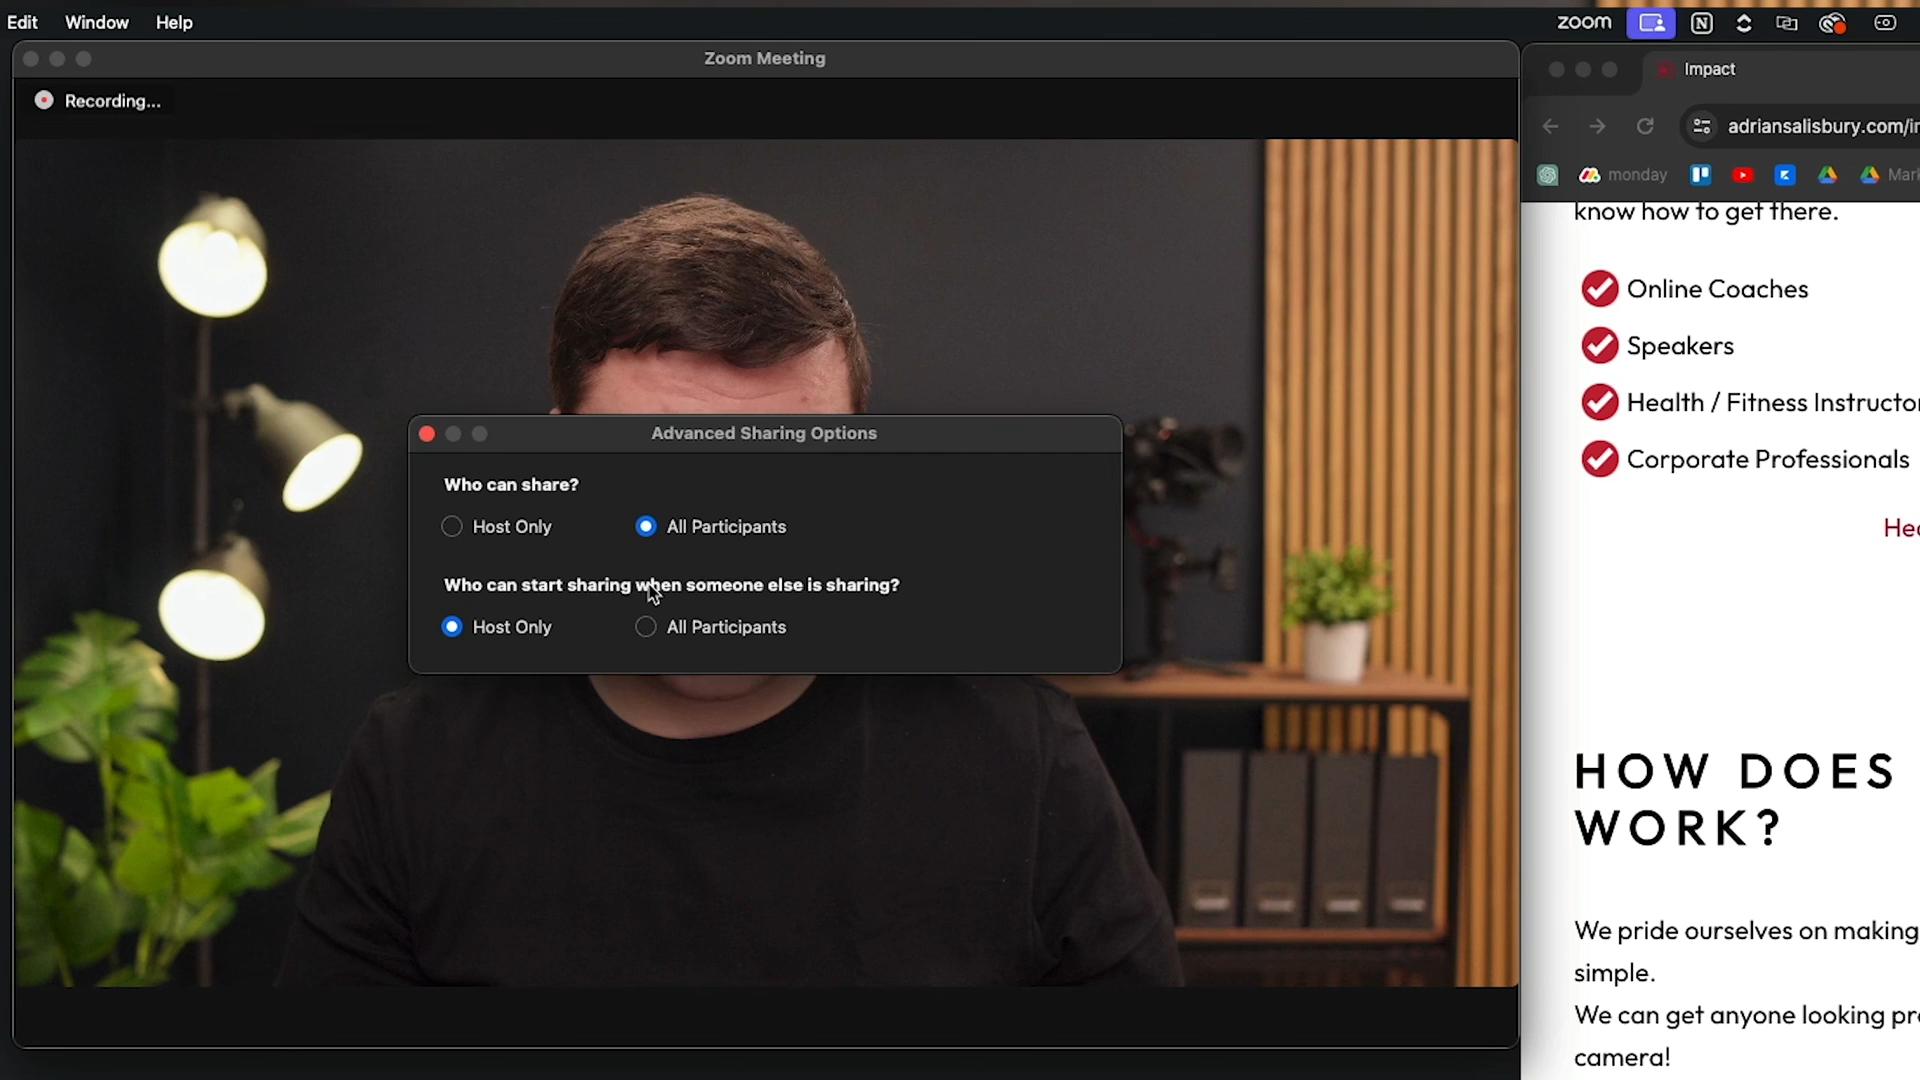 Edit Window Help
zoom
Zoom Meeting
Recording...
Advanced Sharing Options
Who can share?
Host Only All Participants
Who can start sharing when someone else is sharing?
Host Only All Participants
Impact
adriansalisbury.com/
monday
know how to get there.
Online Coaches
Speakers
Health / Fitness
Corporate Professionals
HOW DOES
WORK?
We pride ourselves on making
simple.
We can get anyone looking
camera!